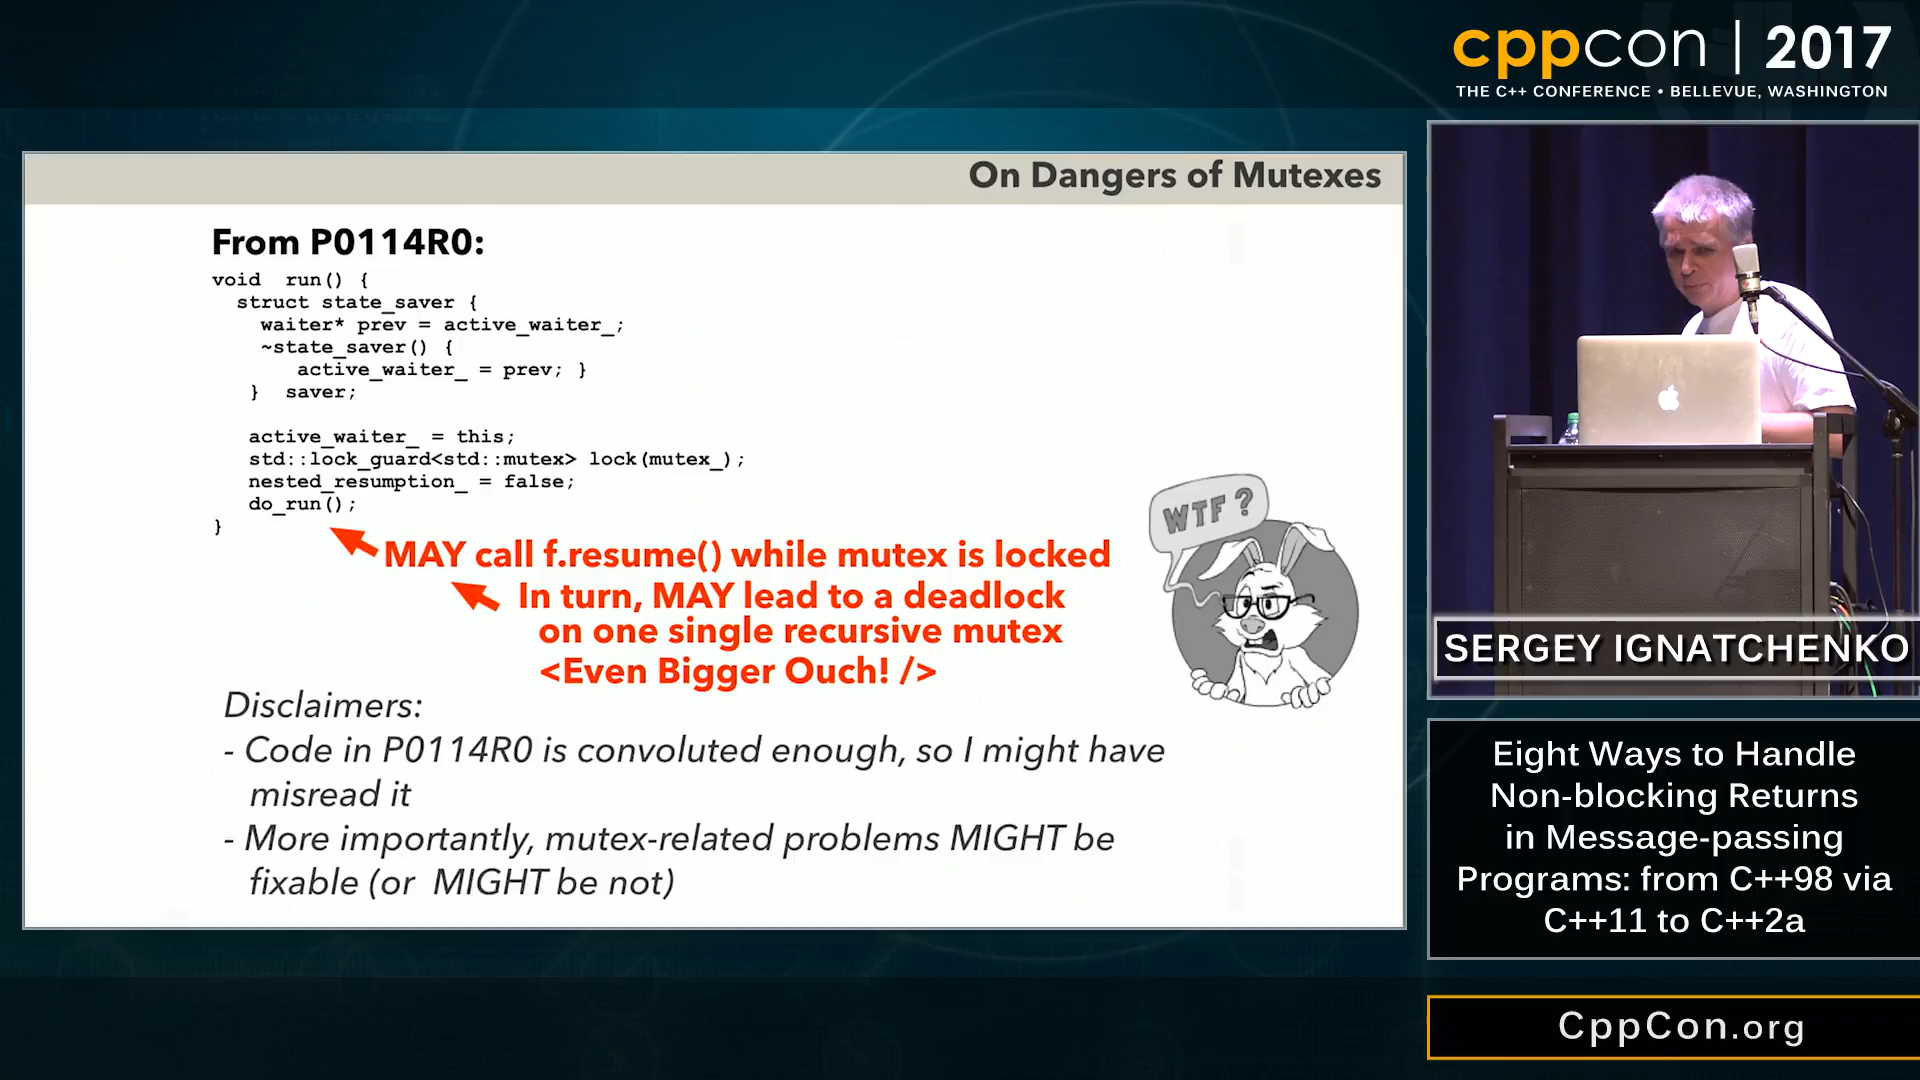 cppcon | 2017
THE C++ CONFERENCE • BELLEVUE, WASHINGTON
On Dangers of Mutexes
From P0114R0:
void run() {
struct state_saver {
waiter* prev = active_waiter_;
~state_saver() {
active_waiter_ = prev; }
} saver;
active_waiter_ = this;
std::lock_guard<std::mutex> lock(mutex_);
nested_resumption_ = false;
do_run();
}
MAY call f.resume() while mutex is locked
In turn, MAY lead to a deadlock
on one single recursive mutex
<Even Bigger Ouch! />
WTF?
Disclaimers:
- Code in P0114R0 is convoluted enough, so I might have
misread it
- More importantly, mutex-related problems MIGHT be
fixable (or MIGHT be not)
SERGEY IGNATCHENKO
Eight Ways to Handle
Non-blocking Returns
in Message-passing
Programs: from C++98 via
C++11 to C++2a
CppCon.org